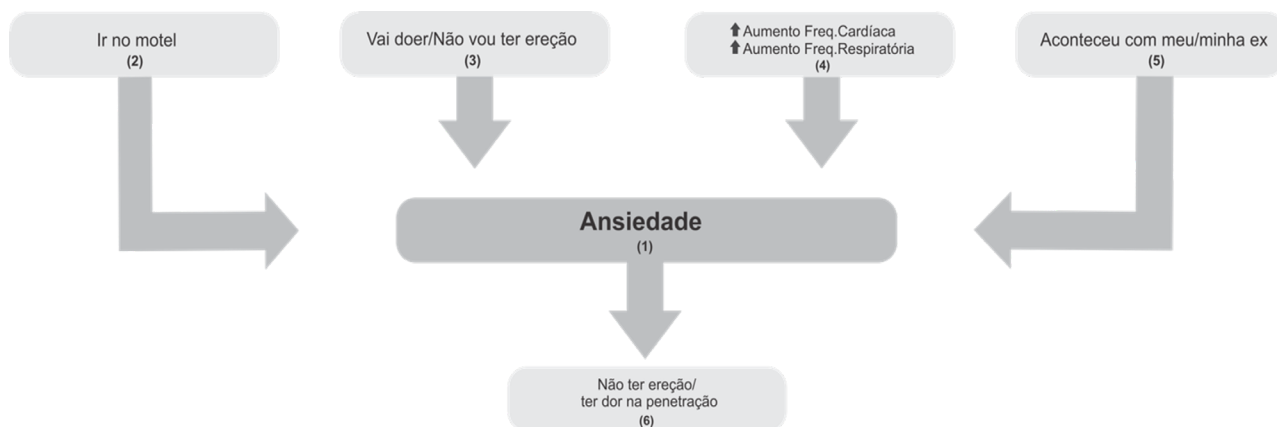 Ir no motel
(2)
Vai doer/Não vou ter ereção
(3)
Aumento Freq.Cardíaca
Aumento Freq.Respiratória
(4)
Aconteceu com meu/minha ex
(5)
Ansiedade
(1)
Não ter ereção/
ter dor na penetração
(6)